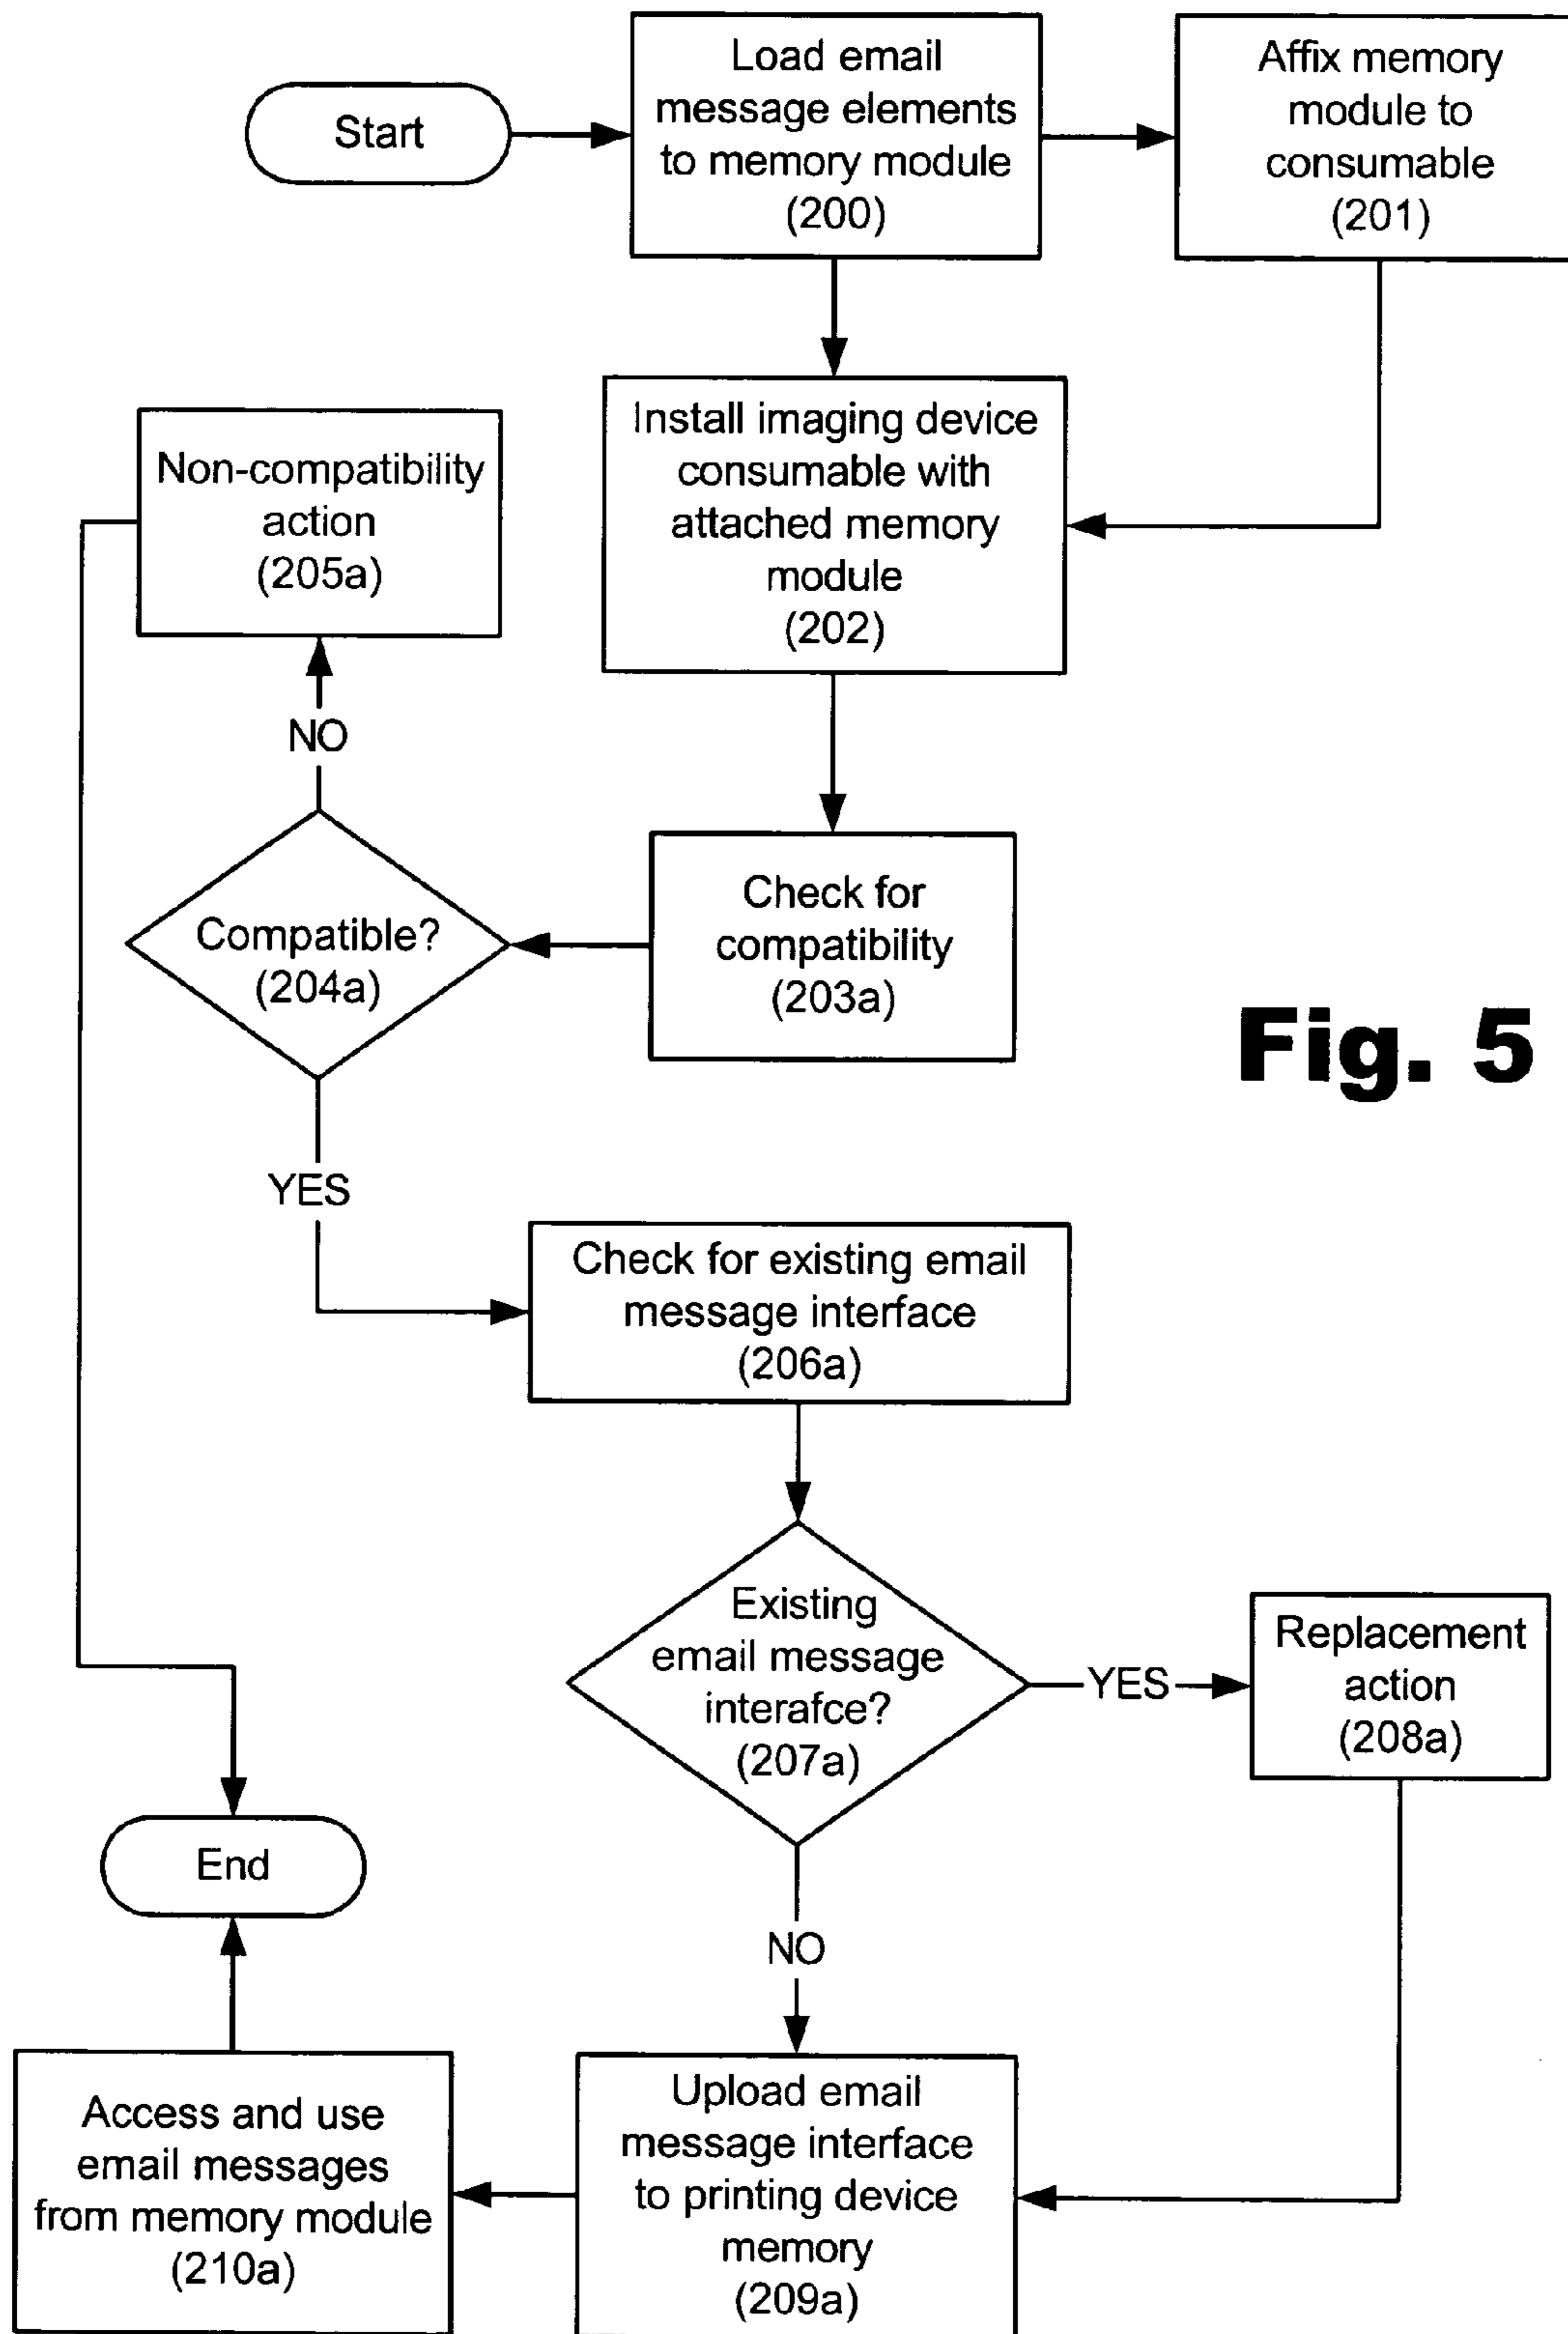 Start
Load email
message elements
to memory module
(200)
Affix memory
module to
consumable
(201)
Install imaging device
consumable with
attached memory
module
(202)
Non-compatibility
action
(205a)
NO
Compatible?
(204a)
Check for
compatibility
(203a)
Fig. 5
YES
Check for existing email
message interface
(206a)
Existing
email message
interafce?
(207a)
YES
Replacement
action
(208a)
End
NO
Access and use
email messages
from memory module
(210a)
Upload email
message interface
to printing device
memory
(209a)